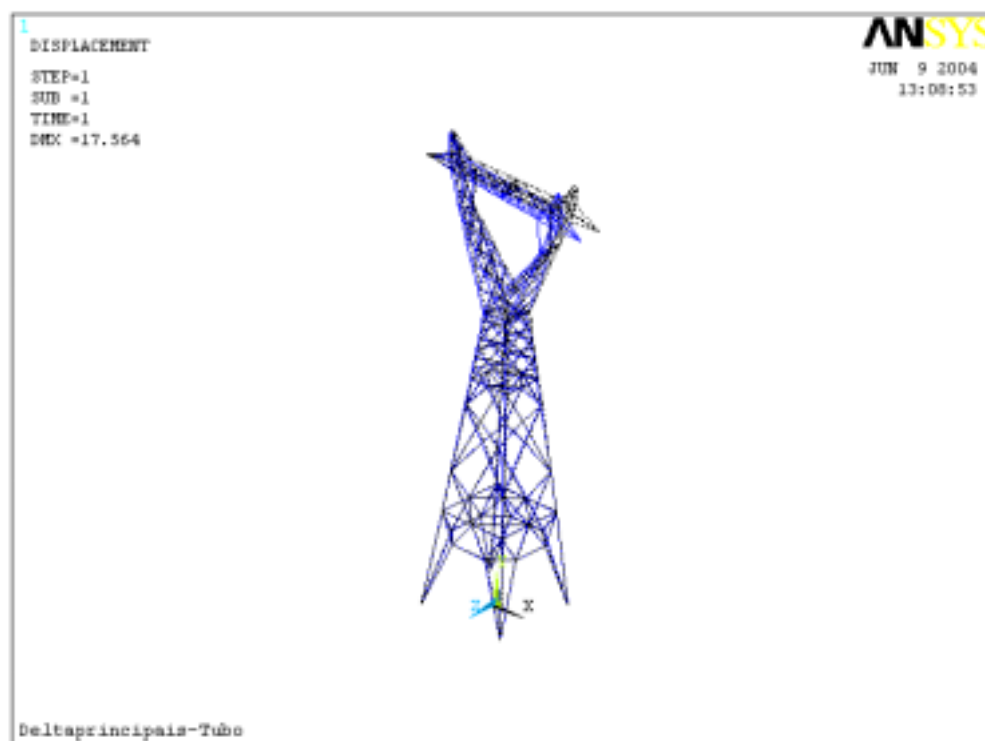 1
DISPLACEMENT
STEP=1
SUB =1
TIME=1
DMX =17.564
ANSYS
JUN 9 2004
13:08:53
Z X
Deltaprincipais-Tubo